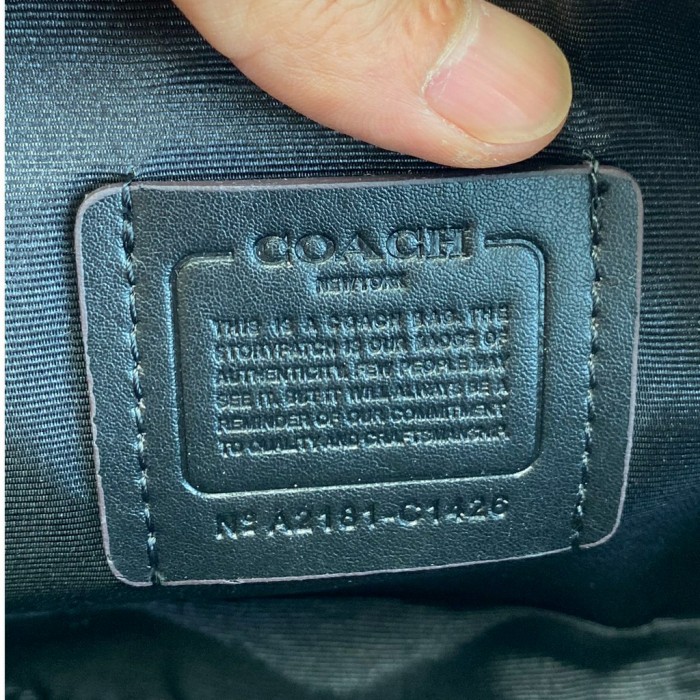 COACH
NEW YORK
THIS IS A COACH BAG. THE
STORYPATCH IS OUR BADGE OF
AUTHENTICITY. FEW PEOPLE MAY
SEE IT, BUT IT WILL ALWAYS BE A
REMINDER OF OUR COMMITMENT
TO QUALITY AND CRAFTSMANSHIP.
Nº A2181-C1426